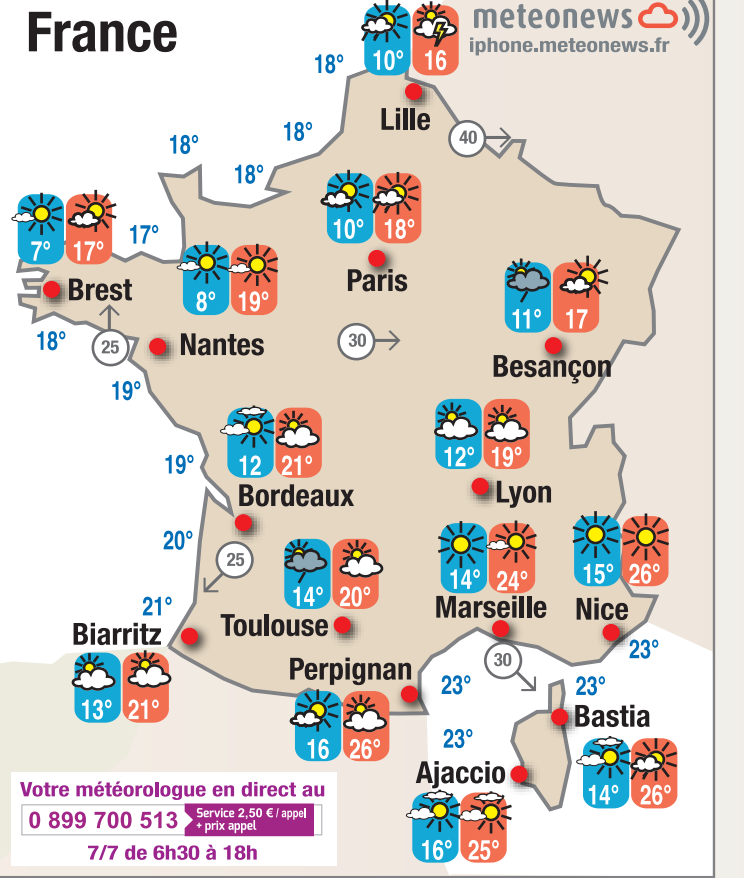 France
meteonews
iphone.meteonews.fr
10° 16
18°
Lille
18°
40
18°
18°
10° 18°
7° 17°
17°
Paris
8° 19°
Brest
11° 17
18°
25
Nantes
30
Besançon
19°
12 21°
12° 19°
19°
Bordeaux
Lyon
20°
25
14° 24°
15° 26°
14° 20°
21°
Marseille
Nice
Biarritz
Toulouse
23°
30
Perpignan
23°
23°
13° 21°
Bastia
16 26°
23°
Ajaccio
14° 26°
16° 25°
Votre météorologue en direct au
0 899 700 513
Service 2,50 € / appel
+ prix appel
7/7 de 6h30 à 18h